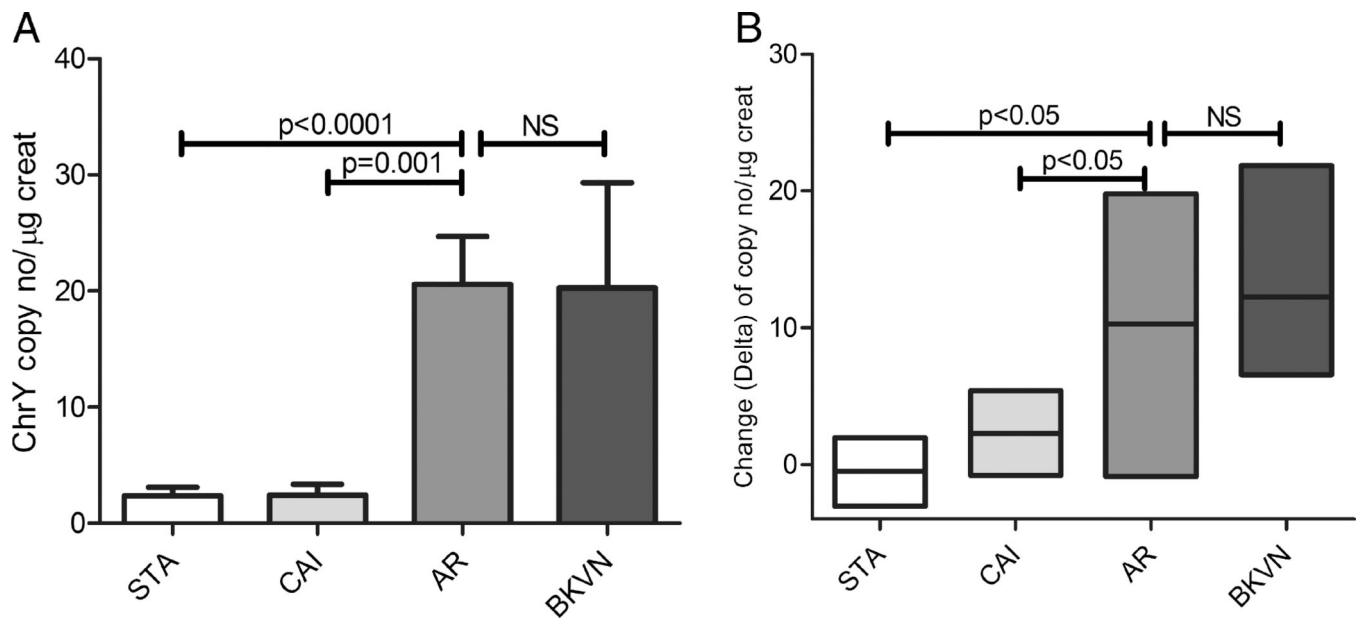 A
ChrY copy no/μg creat
40
30
20
10
0
p<0.0001
NS
p=0.001
STA
CAI
AR
BKVN
B
Change (Delta) of copy no/μg creat
30
20
10
0
p<0.05
NS
p<0.05
STA
CAI
AR
BKVN